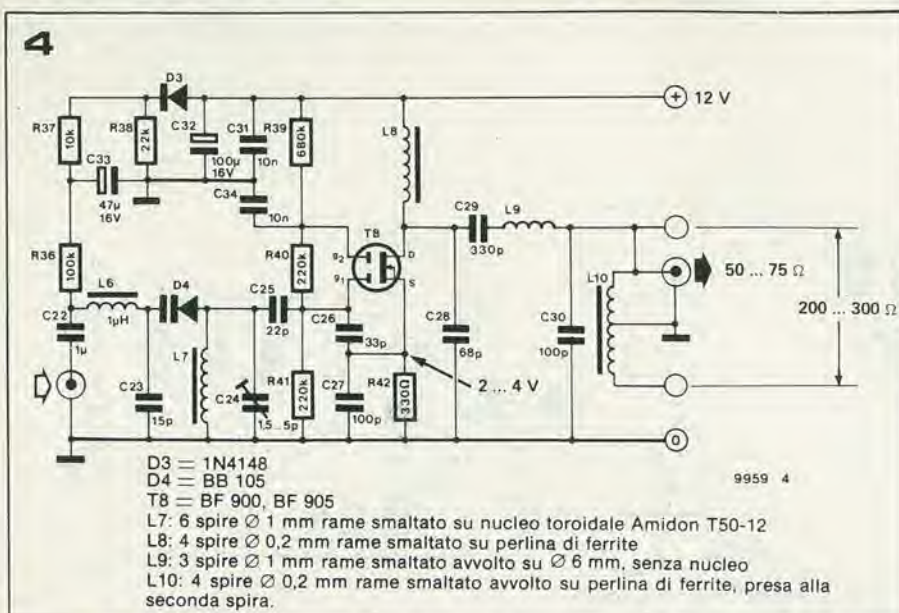 4
D3
12 V
R37
10k
R38
22k
C32
100µ
16V
C31
10n
R39
680k
L8
C33
47µ
16V
C34
10n
C29
330p
L9
T8
R36
100k
R40
220k
g2
g1
D
S
L10
50 ... 75 Ω
200 ... 300 Ω
L6
1µH
D4
C25
22p
C26
33p
C28
68p
C30
100p
C22
1µ
L7
2 ... 4 V
C23
15p
C24
1,5...5p
R41
220k
C27
100p
R42
330Ω
0
D3 = 1N4148
D4 = BB 105
9959 4
T8 = BF 900, BF 905
L7: 6 spire Ø 1 mm rame smaltato su nucleo toroidale Amidon T50-12
L8: 4 spire Ø 0,2 mm rame smaltato su perlina di ferrite
L9: 3 spire Ø 1 mm rame smaltato avvolto su Ø 6 mm, senza nucleo
L10: 4 spire Ø 0,2 mm rame smaltato avvolto su perlina di ferrite, presa alla
seconda spira.